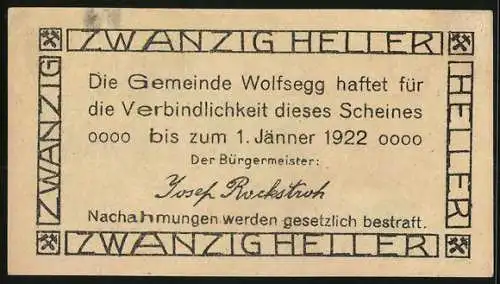 ZWANZIG HELLER
ZWANZIG
HELLER
Die Gemeinde Wolfsegg haftet für
die Verbindlichkeit dieses Scheines
oooo bis zum 1. Jänner 1922 oooo
Der Bürgermeister:
Josef Rockstroh
Nachahmungen werden gesetzlich bestraft.
ZWANZIG HELLER